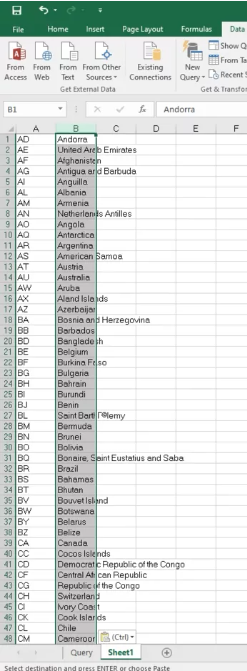 File Home Insert Page Layout Formulas Data
From Access
From Web
From Text
From Other Sources
Existing Connections
New Query
Show Q
From Ta
Recent S
Get External Data
Get & Transfor
B1 fx Andorra
A B C D E F
1 AD Andorra
2 AE United Arab Emirates
3 AF Afghanistan
4 AG Antigua and Barbuda
5 AI Anguilla
6 AL Albania
7 AM Armenia
8 AN Netherlands Antilles
9 AO Angola
10 AQ Antarctica
11 AR Argentina
12 AS American Samoa
13 AT Austria
14 AU Australia
15 AW Aruba
16 AX Aland Islands
17 AZ Azerbaijan
18 BA Bosnia and Herzegovina
19 BB Barbados
20 BD Bangladesh
21 BE Belgium
22 BF Burkina Faso
23 BG Bulgaria
24 BH Bahrain
25 BI Burundi
26 BJ Benin
27 BL Saint Barth lemy
28 BM Bermuda
29 BN Brunei
30 BO Bolivia
31 BQ Bonaire, Saint Eustatius and Saba
32 BR Brazil
33 BS Bahamas
34 BT Bhutan
35 BV Bouvet Island
36 BW Botswana
37 BY Belarus
38 BZ Belize
39 CA Canada
40 CC Cocos Islands
41 CD Democratic Republic of the Congo
42 CF Central African Republic
43 CG Republic of the Congo
44 CH Switzerland
45 CI Ivory Coast
46 CK Cook Islands
47 CL Chile
48 CM Cameroon (Ctrl)
Query Sheet1
Select destination and press ENTER or choose Paste